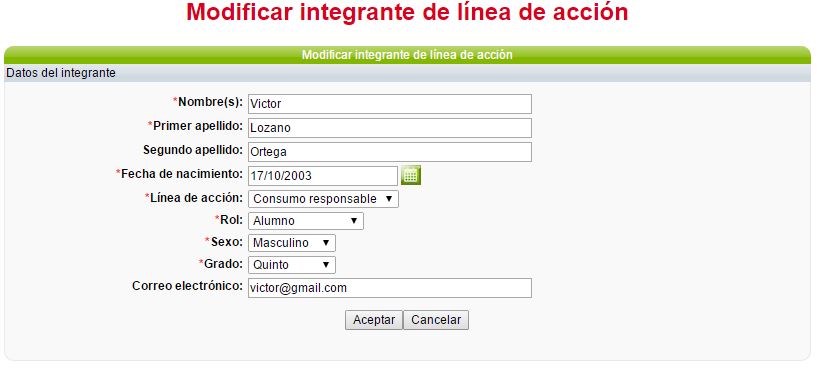 Modificar integrante de línea de acción
Modificar integrante de línea de acción
Datos del integrante
*Nombre(s): Victor
*Primer apellido: Lozano
Segundo apellido: Ortega
*Fecha de nacimiento: 17/10/2003
*Línea de acción: Consumo responsable
*Rol: Alumno
*Sexo: Masculino
*Grado: Quinto
Correo electrónico: victor@gmail.com
Aceptar Cancelar